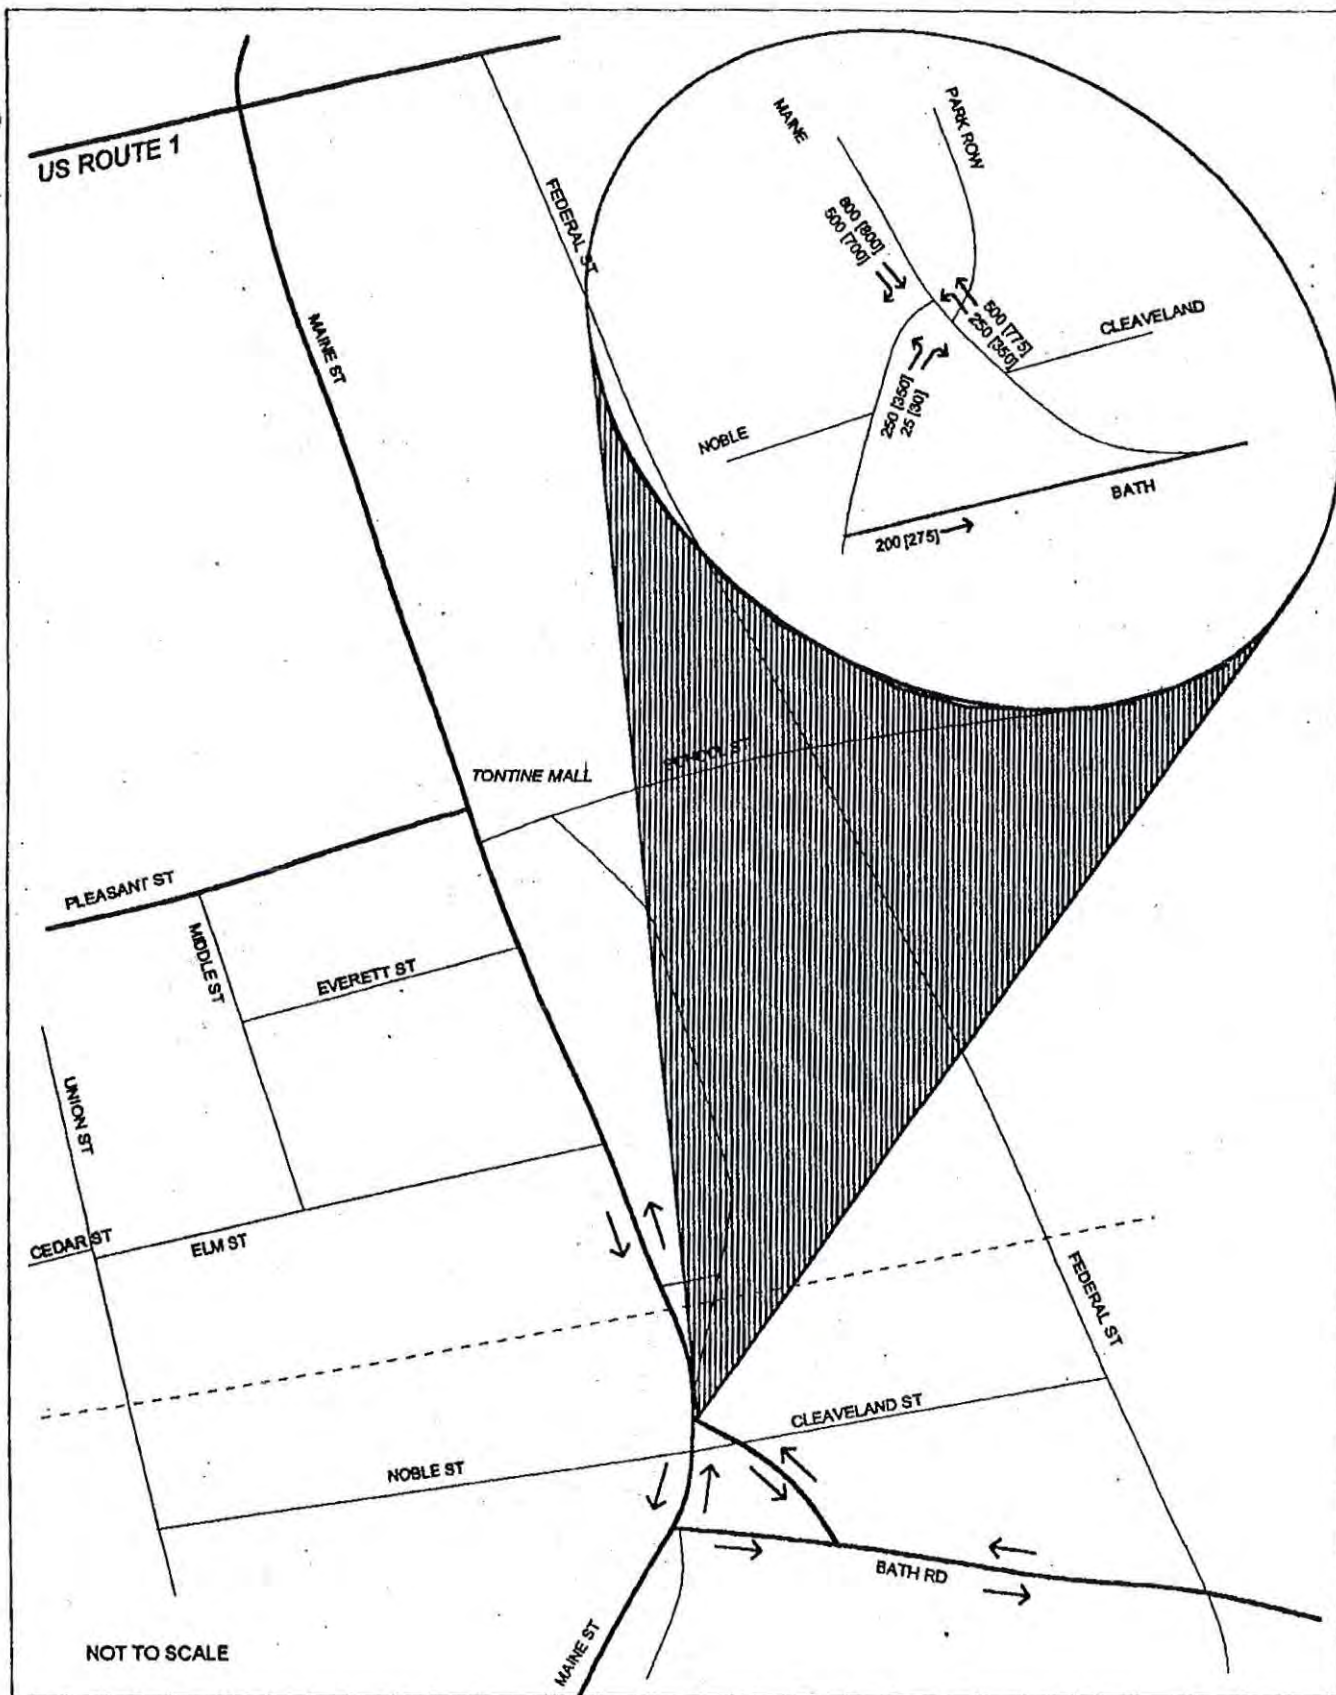 US ROUTE 1
FEDERAL ST
MAINE ST
MAINE
PARK ROW
600 [800]
500 [700]
500 [775]
250 [350]
CLEAVELAND
250 [350]
25 [30]
NOBLE
BATH
200 [275]
TONTINE MALL
SCHOOL ST
PLEASANT ST
MIDDLE ST
EVERETT ST
UNION ST
CEDAR ST
ELM ST
FEDERAL ST
CLEAVELAND ST
NOBLE ST
BATH RD
MAINE ST
NOT TO SCALE